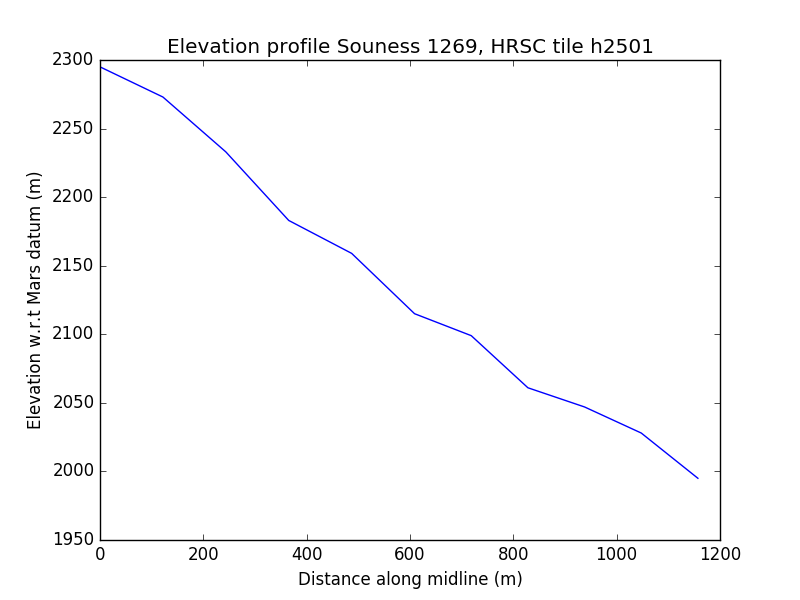 Elevation profile Souness 1269, HRSC tile h2501
2300
2250
2200
2150
2100
2050
2000
1950
Elevation w.r.t Mars datum (m)
0 200 400 600 800 1000 1200
Distance along midline (m)